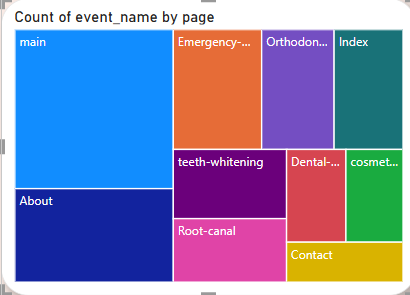 Count of event_name by page
main
Emergency-...
Orthodon...
Index
teeth-whitening
Dental-...
cosmet...
About
Root-canal
Contact